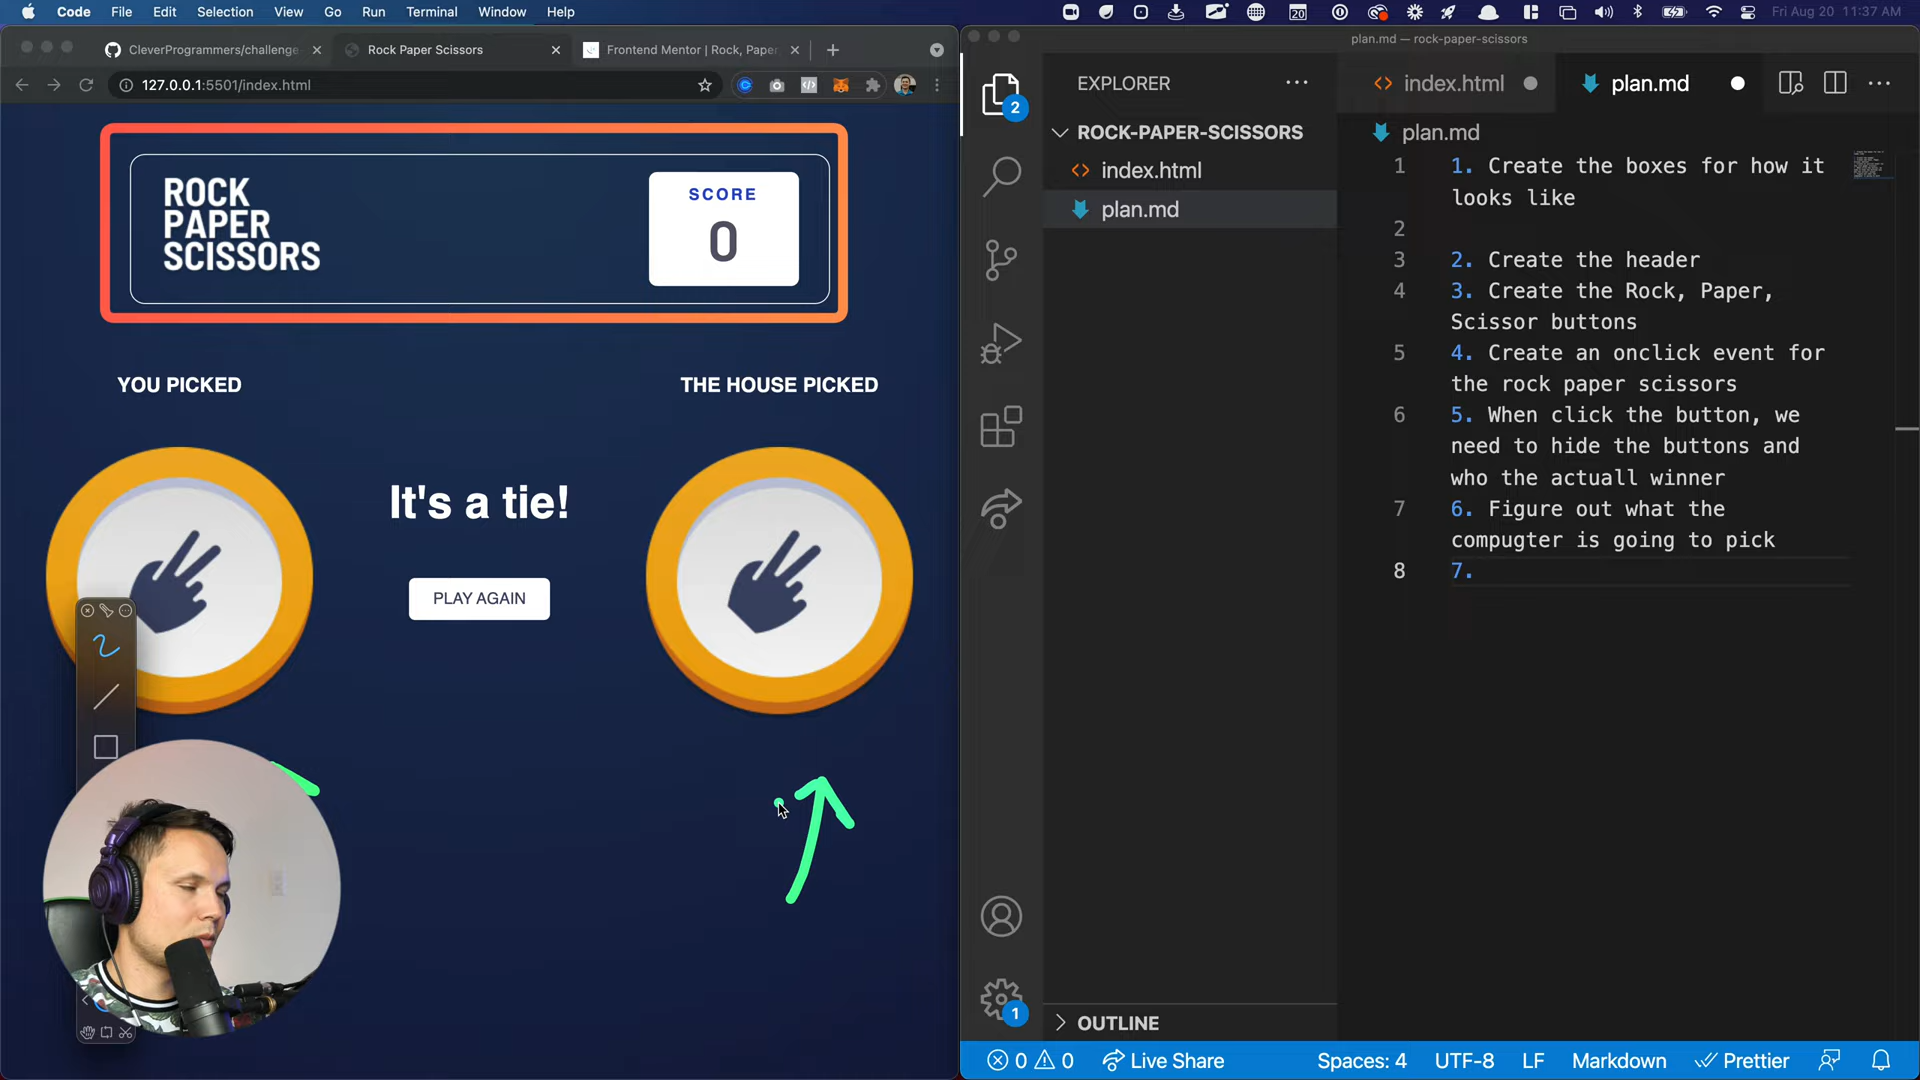 Code File Edit Selection View Go Run Terminal Window Help
20
Fri Aug 20 11:37 AM
CleverProgrammers/challenge
Rock Paper Scissors
Frontend Mentor | Rock, Paper
127.0.0.1:5501/index.html
ROCK
PAPER
SCISSORS
SCORE
0
YOU PICKED
THE HOUSE PICKED
It's a tie!
PLAY AGAIN
plan.md — rock-paper-scissors
2
EXPLORER
ROCK-PAPER-SCISSORS
index.html
plan.md
OUTLINE
1
index.html
plan.md
plan.md
1 1. Create the boxes for how it
looks like
2
3 2. Create the header
4 3. Create the Rock, Paper,
Scissor buttons
5 4. Create an onclick event for
the rock paper scissors
6 5. When click the button, we
need to hide the buttons and
who the actuall winner
7 6. Figure out what the
compugter is going to pick
8 7.
0 0 Live Share Spaces: 4 UTF-8 LF Markdown Prettier